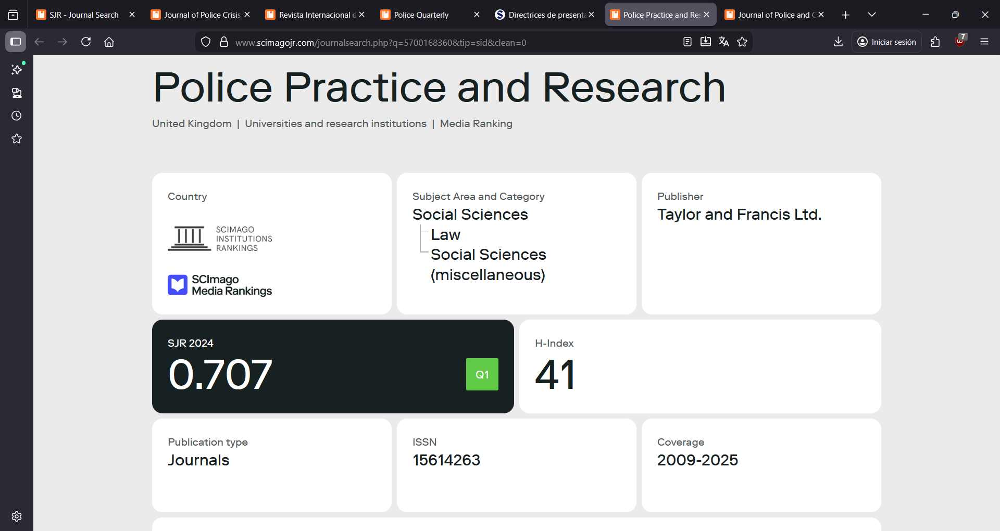 SJR - Journal Search
Journal of Police Crisis
Revista Internacional d
Police Quarterly
Directrices de presenta
Police Practice and Res
Journal of Police and C
www.scimagojr.com/journalsearch.php?q=5700168360&tip=sid&clean=0
Iniciar sesión
7
Police Practice and Research
United Kingdom | Universities and research institutions | Media Ranking
Country
SCIMAGO
INSTITUTIONS
RANKINGS
SCImago
Media Rankings
Subject Area and Category
Social Sciences
Law
Social Sciences
(miscellaneous)
Publisher
Taylor and Francis Ltd.
SJR 2024
0.707
Q1
H-Index
41
Publication type
Journals
ISSN
15614263
Coverage
2009-2025